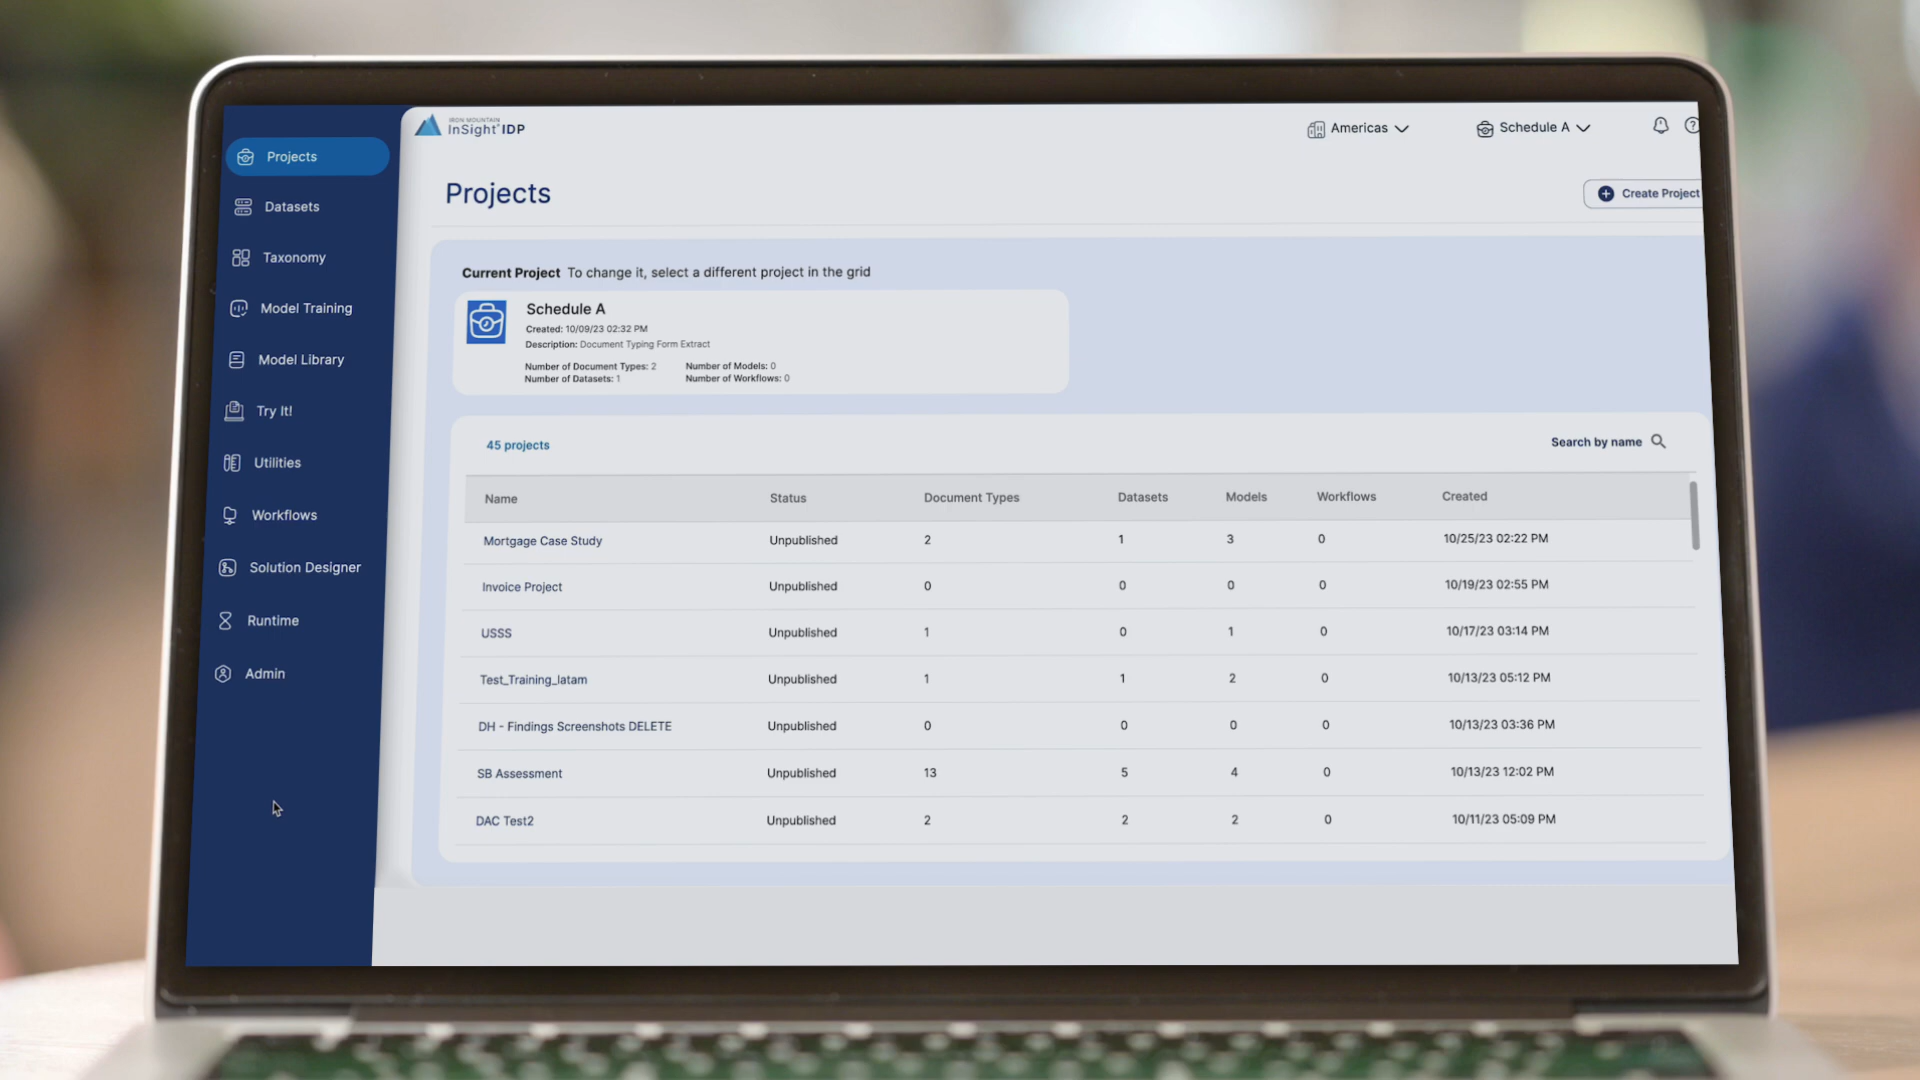 IRON MOUNTAIN
InSight® IDP
Americas
Schedule A
Projects
Datasets
Taxonomy
Model Training
Model Library
Try It!
Utilities
Workflows
Solution Designer
Runtime
Admin
Projects
Create Project
Current Project To change it, select a different project in the grid
Schedule A
Created: 10/09/23 02:32 PM
Description: Document Typing Form Extract
Number of Document Types: 2 Number of Models: 0
Number of Datasets: 1 Number of Workflows: 0
45 projects
Search by name
Name Status Document Types Datasets Models Workflows Created
Mortgage Case Study Unpublished 2 1 3 0 10/25/23 02:22 PM
Invoice Project Unpublished 0 0 0 0 10/19/23 02:55 PM
USSS Unpublished 1 0 1 0 10/17/23 03:14 PM
Test_Training_latam Unpublished 1 1 2 0 10/13/23 05:12 PM
DH - Findings Screenshots DELETE Unpublished 0 0 0 0 10/13/23 03:36 PM
SB Assessment Unpublished 13 5 4 0 10/13/23 12:02 PM
DAC Test2 Unpublished 2 2 2 0 10/11/23 05:09 PM